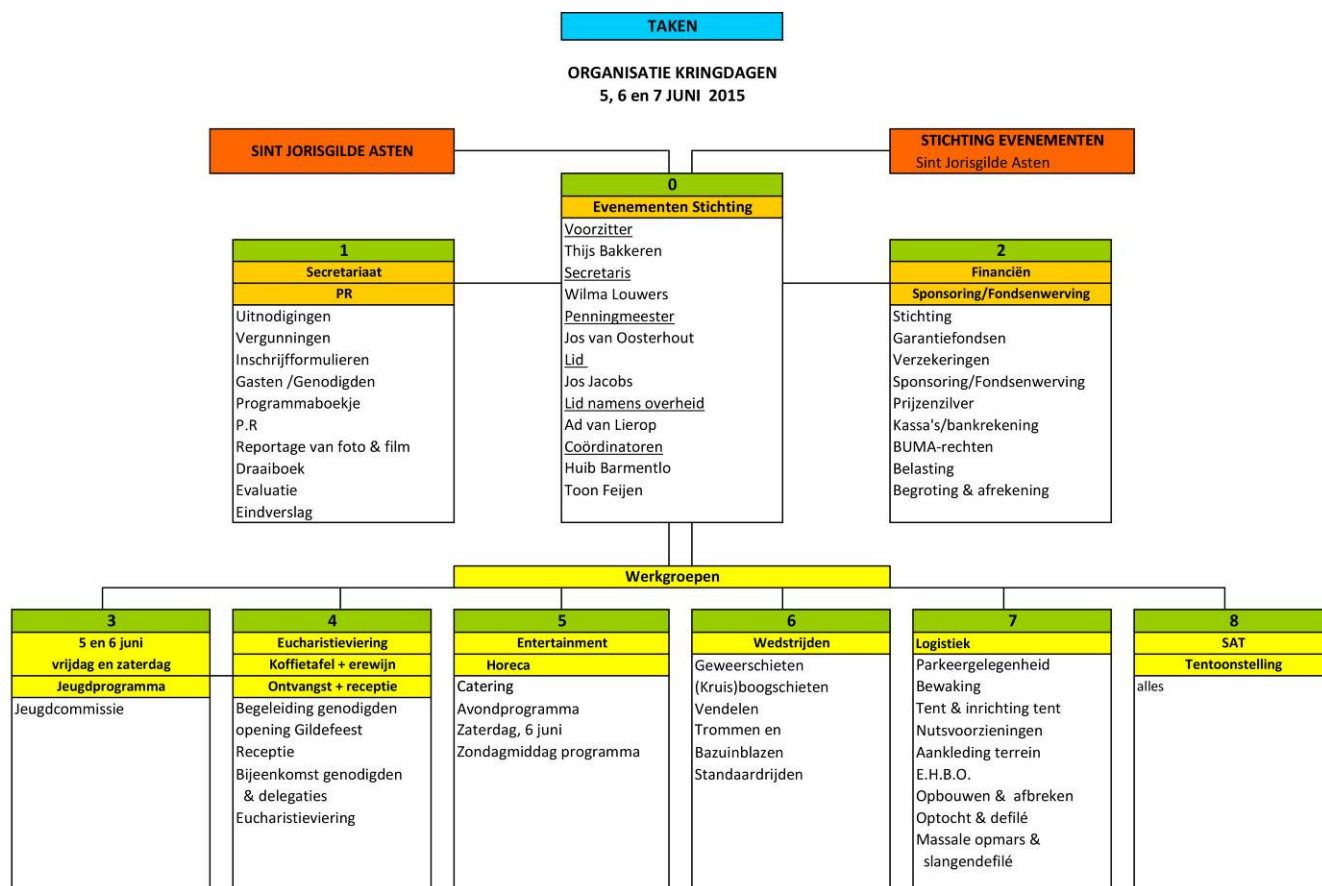 TAKEN
ORGANISATIE KRINGDAGEN
5, 6 en 7 JUNI 2015
SINT JORISGILDE ASTEN
STICHTING EVENEMENTEN
Sint Jorisgilde Asten
0
Evenementen Stichting
Voorzitter
Thijs Bakkeren
Secretaris
Wilma Louwers
Penningmeester
Jos van Oosterhout
Lid
Jos Jacobs
Lid namens overheid
Ad van Lierop
Coördinatoren
Huib Barmentlo
Toon Feijen
1
Secretariaat
PR
Uitnodigingen
Vergunningen
Inschrijfformulieren
Gasten /Genodigden
Programmaboekje
P.R
Reportage van foto & film
Draaiboek
Evaluatie
Eindverslag
2
Financiën
Sponsoring/Fondsenwerving
Stichting
Garantiefondsen
Verzekeringen
Sponsoring/Fondsenwerving
Prijzenzilver
Kassa's/bankrekening
BUMA-rechten
Belasting
Begroting & afrekening
Werkgroepen
3
5 en 6 juni
vrijdag en zaterdag
Jeugdprogramma
Jeugdcommissie
4
Eucharistieviering
Koffietafel + erewijn
Ontvangst + receptie
Begeleiding genodigden
opening Gildefeest
Receptie
Bijeenkomst genodigden
& delegaties
Eucharistieviering
5
Entertainment
Horeca
Catering
Avondprogramma
Zaterdag, 6 juni
Zondagmiddag programma
6
Wedstrijden
Geweerschieten
(Kruis)boogschieten
Vendelen
Trommen en
Bazuinblazen
Standaardrijden
7
Logistiek
Parkeergelegenheid
Bewaking
Tent & inrichting tent
Nutsvoorzieningen
Aankleding terrein
E.H.B.O.
Opbouwen & afbreken
Optocht & defilé
Massale opmars &
slangendefilé
8
SAT
Tentoonstelling
alles